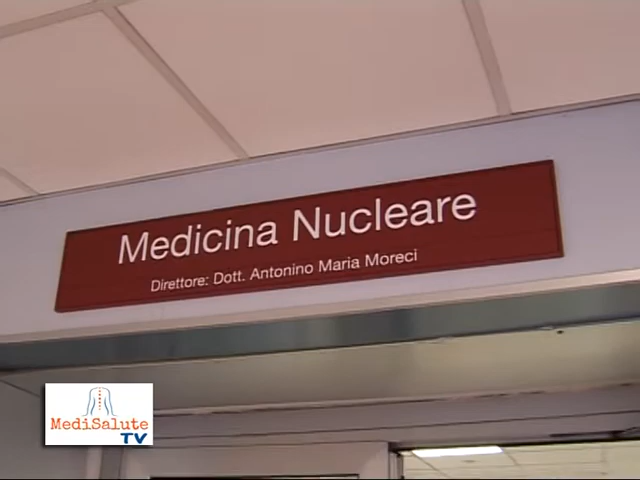 Medicina Nucleare
Direttore: Dott. Antonino Maria Moreci
MediSalute
TV